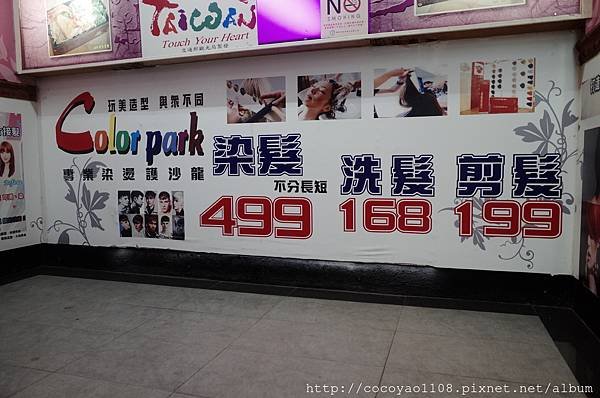 TAIWAN
Touch Your Heart
NO
SMOKING
玩美造型 與眾不同
Color park
專業染燙護沙龍
染髮
不分長短
499
洗髮
168
剪髮
199
http://cocoyao1108.pixnet.net/album